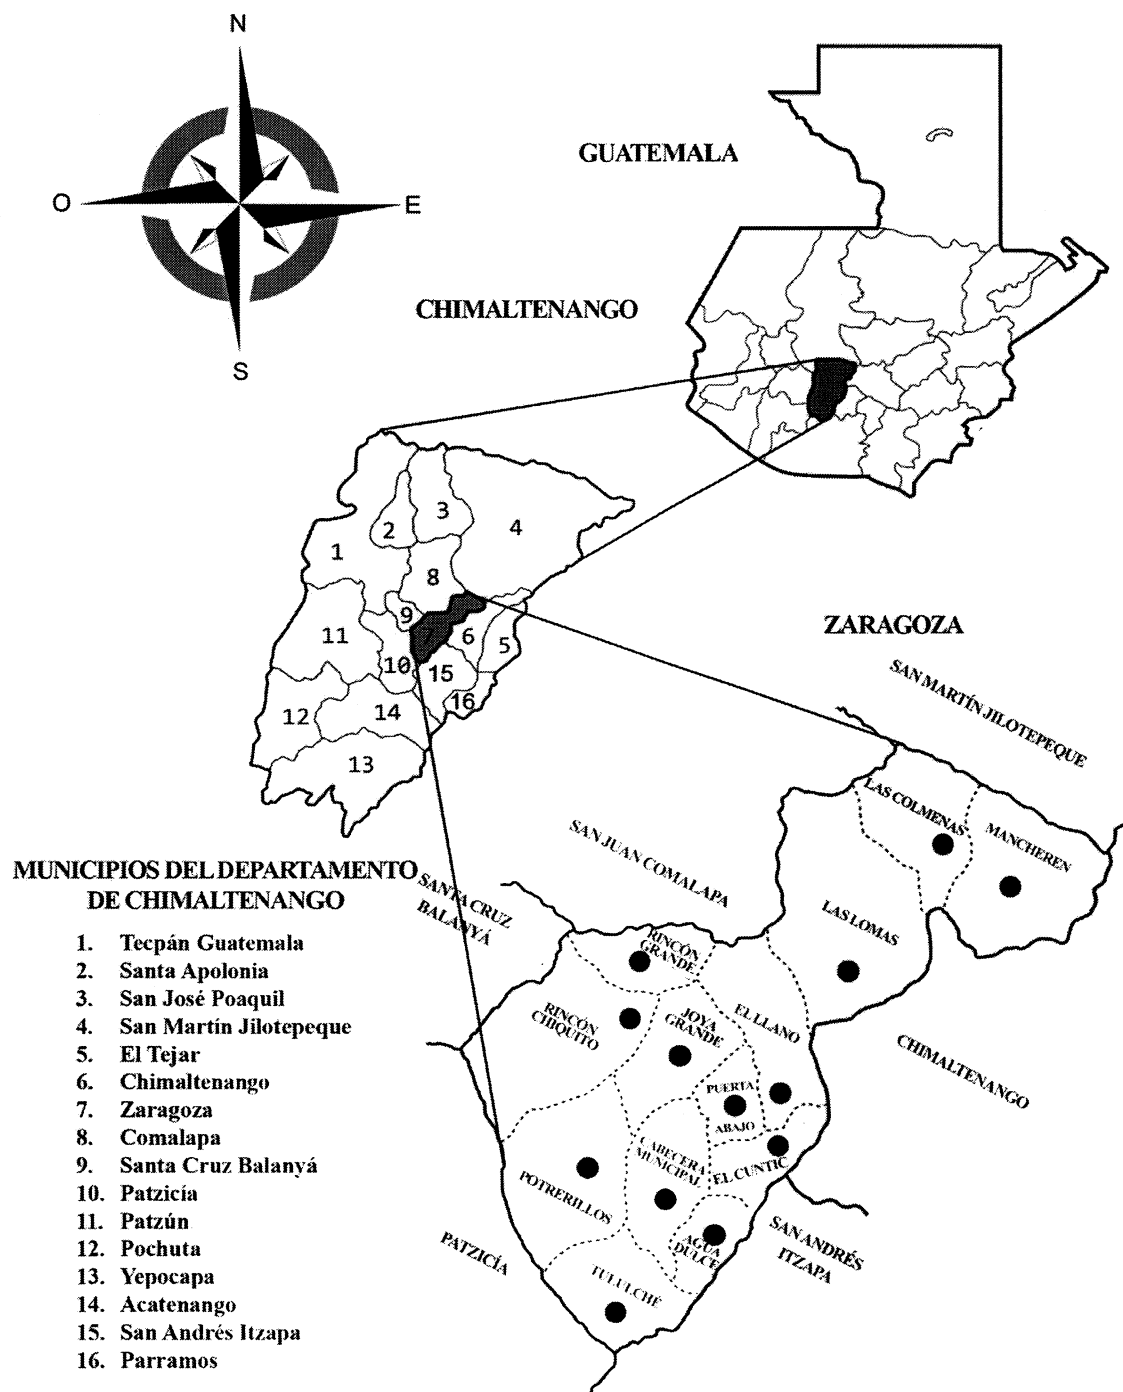 N
O
E
S
GUATEMALA
CHIMALTENANGO
1
2
3
4
8
9
7
6
5
11
10
15
16
12
14
13
ZARAGOZA
SAN MARTÍN JILOTEPEQUE
LAS COLMENAS
MANCHEREN
SAN JUAN COMALAPA
LAS LOMAS
SANTA CRUZ
BALANYÁ
RINCÓN
GRANDE
RINCÓN
CHIQUITO
JOYA
GRANDE
EL LLANO
CHIMALTENANGO
PUERTA
ABAJO
CABECERA
MUNICIPAL
EL CUNTIC
POTRERILLOS
AGUA
DULCE
SAN ANDRÉS
ITZAPA
PATZICÍA
TULULCHÉ
MUNICIPIOS DEL DEPARTAMENTO
DE CHIMALTENANGO
1. Tecpán Guatemala
2. Santa Apolonia
3. San José Poaquil
4. San Martín Jilotepeque
5. El Tejar
6. Chimaltenango
7. Zaragoza
8. Comalapa
9. Santa Cruz Balanyá
10. Patzicía
11. Patzún
12. Pochuta
13. Yepocapa
14. Acatenango
15. San Andrés Itzapa
16. Parramos